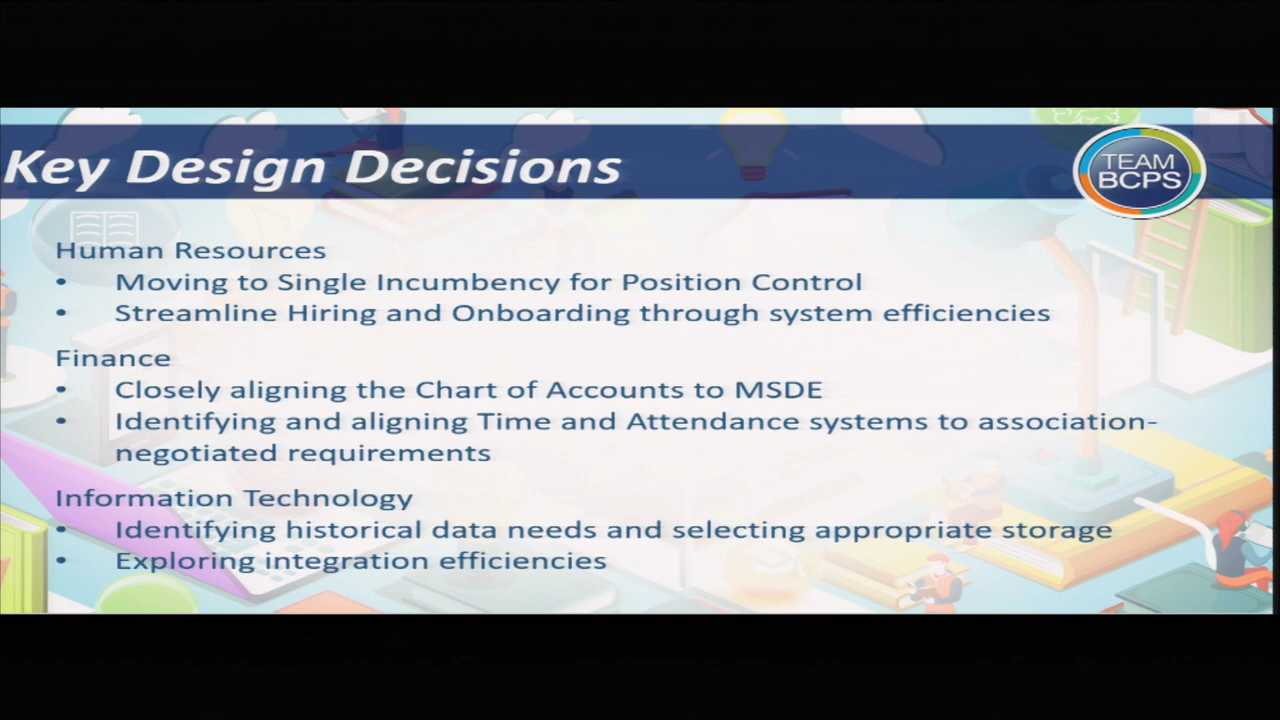 Key Design Decisions
TEAM
BCPS
Human Resources
• Moving to Single Incumbency for Position Control
• Streamline Hiring and Onboarding through system efficiencies
Finance
• Closely aligning the Chart of Accounts to MSDE
• Identifying and aligning Time and Attendance systems to association-
negotiated requirements
Information Technology
• Identifying historical data needs and selecting appropriate storage
• Exploring integration efficiencies